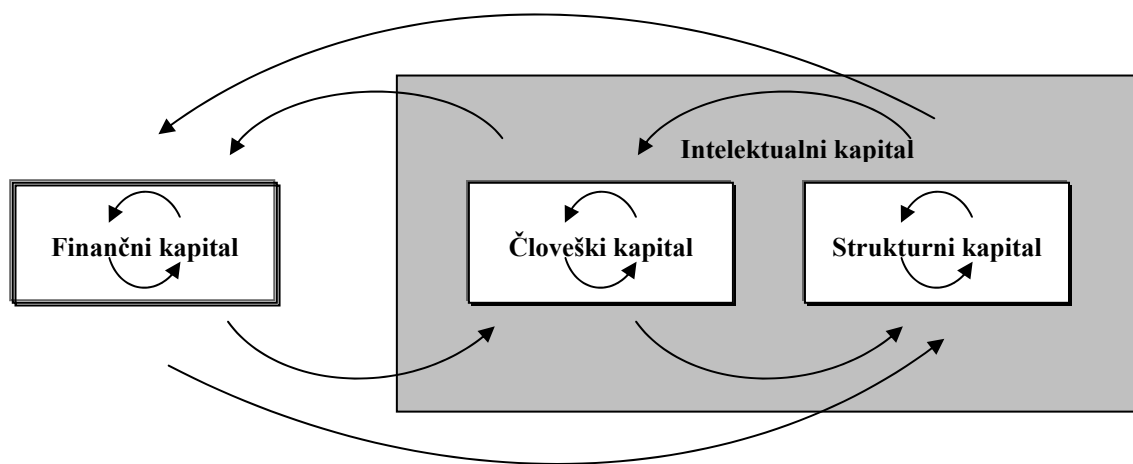 Intelektualni kapital
Finančni kapital
Človeški kapital
Strukturni kapital